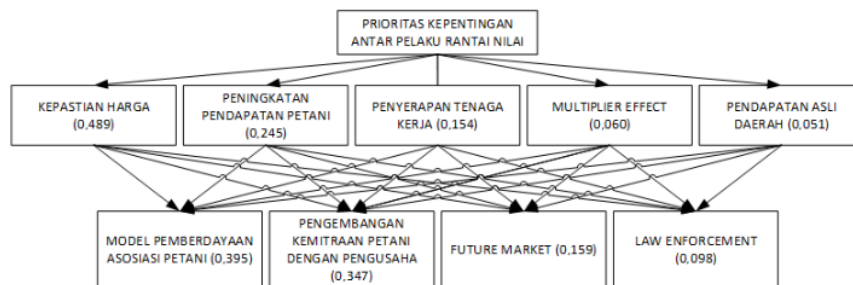 PRIORITAS KEPENTINGAN
ANTAR PELAKU RANTAI NILAI
KEPASTIAN HARGA
(0,489)
PENINGKATAN
PENDAPATAN PETANI
(0,245)
PENYERAPAN TENAGA
KERJA (0,154)
MULTIPLIER EFFECT
(0,060)
PENDAPATAN ASLI
DAERAH (0,051)
MODEL PEMBERDAYAAN
ASOSIASI PETANI (0,395)
PENGEMBANGAN
KEMITRAAN PETANI
DENGAN PENGUSAHA
(0,347)
FUTURE MARKET (0,159)
LAW ENFORCEMENT
(0,098)